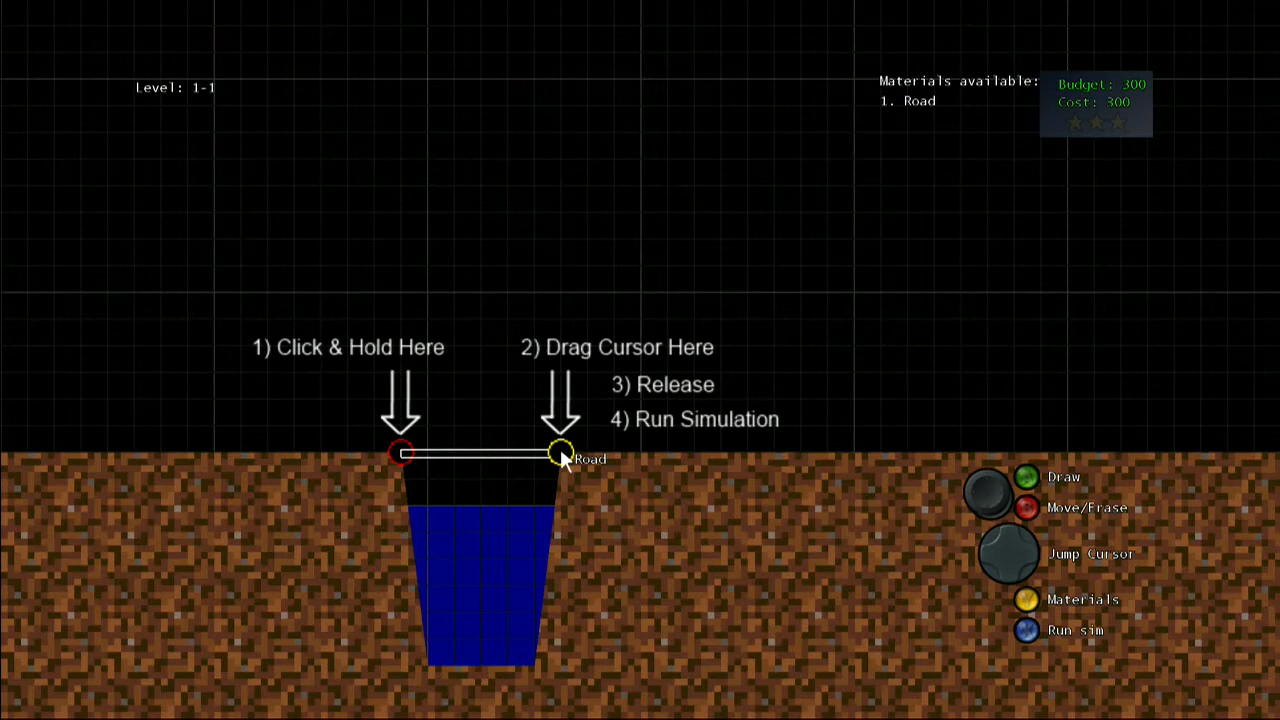 Level: 1-1
Materials available:
1. Road
Budget: 300
Cost: 300
1) Click & Hold Here
2) Drag Cursor Here
3) Release
4) Run Simulation
Road
Draw
Move/Erase
Jump Cursor
Materials
Run sim